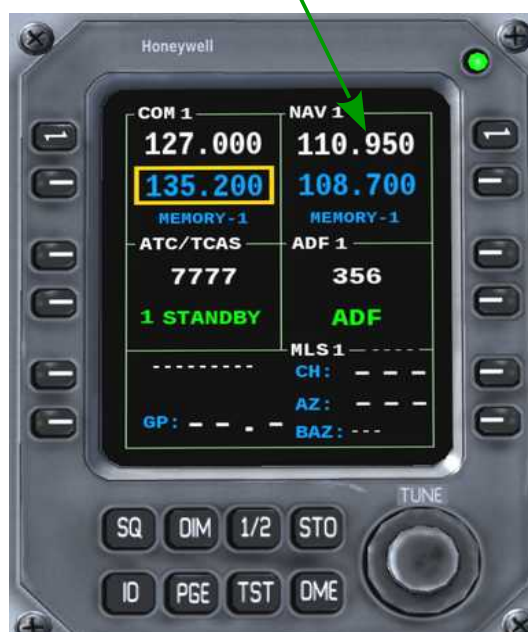 Honeywell
COM 1 NAV 1
127.000 110.950
135.200 108.700
MEMORY-1 MEMORY-1
ATC/TCAS ADF 1
7777 356
1 STANDBY ADF
MLS 1 -----
--------- CH: – – –
AZ: – – –
GP: – – . – BAZ: ---
TUNE
SQ DIM 1/2 STO
ID PGE TST DME